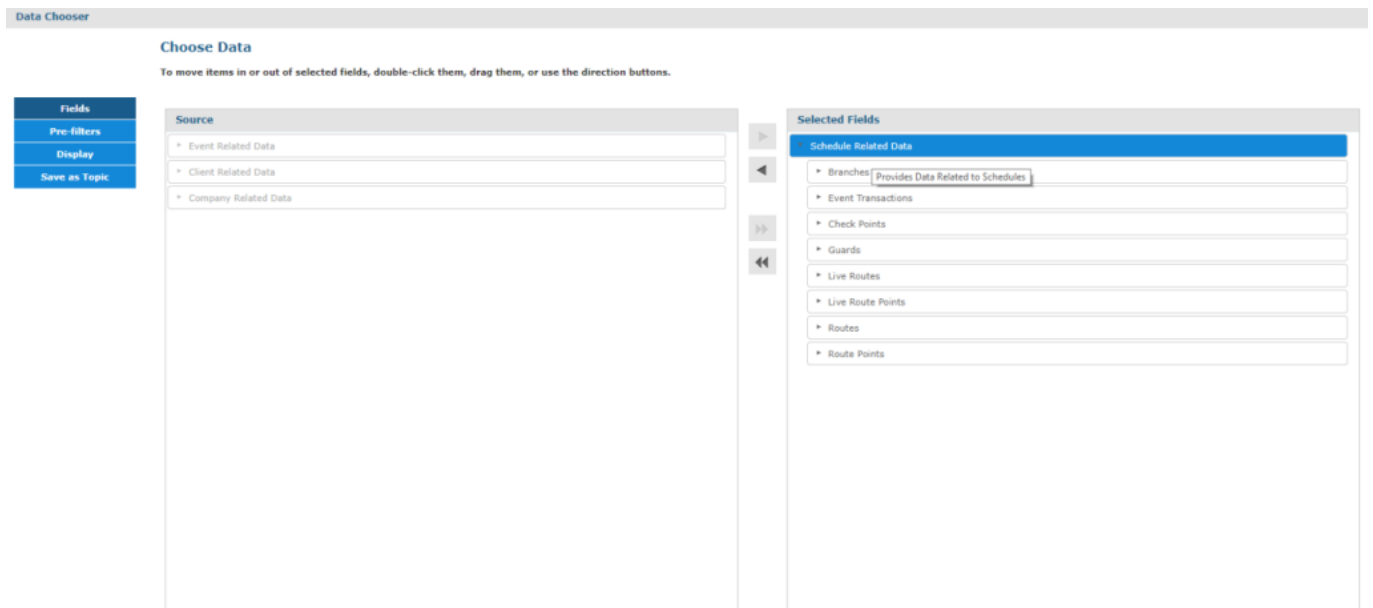 Data Chooser
Choose Data
To move items in or out of selected fields, double-click them, drag them, or use the direction buttons.
Fields
Pre-filters
Display
Save as Topic
Source
Event Related Data
Client Related Data
Company Related Data
Selected Fields
Schedule Related Data
Branches
Provides Data Related to Schedules
Event Transactions
Check Points
Guards
Live Routes
Live Route Points
Routes
Route Points